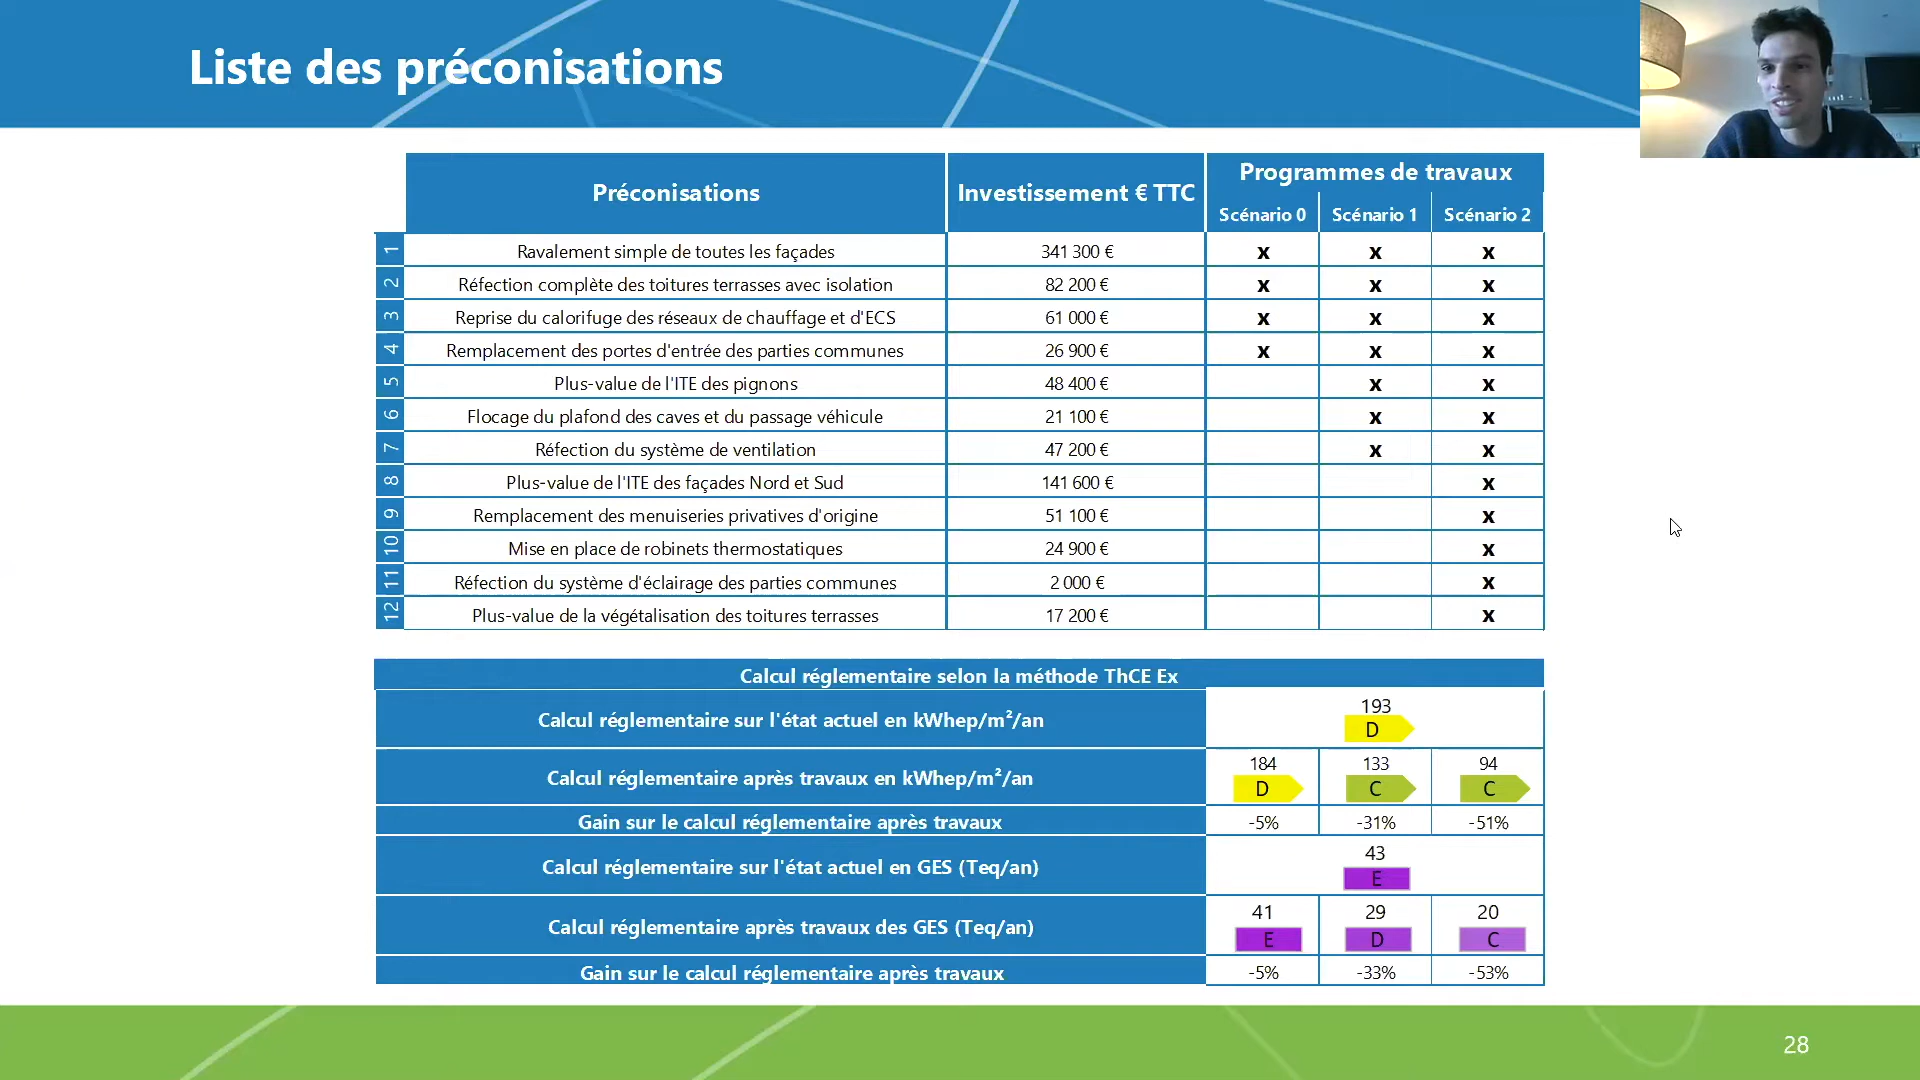 Liste des préconisations
Préconisations Investissement € TTC Programmes de travaux
Scénario 0 Scénario 1 Scénario 2
1 Ravalement simple de toutes les façades 341 300 € x x x
2 Réfection complète des toitures terrasses avec isolation 82 200 € x x x
3 Reprise du calorifuge des réseaux de chauffage et d'ECS 61 000 € x x x
4 Remplacement des portes d'entrée des parties communes 26 900 € x x x
5 Plus-value de l'ITE des pignons 48 400 € x x
6 Flocage du plafond des caves et du passage véhicule 21 100 € x x
7 Réfection du système de ventilation 47 200 € x x
8 Plus-value de l'ITE des façades Nord et Sud 141 600 € x
9 Remplacement des menuiseries privatives d'origine 51 100 € x
10 Mise en place de robinets thermostatiques 24 900 € x
11 Réfection du système d'éclairage des parties communes 2 000 € x
12 Plus-value de la végétalisation des toitures terrasses 17 200 € x
Calcul réglementaire selon la méthode ThCE Ex
Calcul réglementaire sur l'état actuel en kWhep/m²/an 193
D
Calcul réglementaire après travaux en kWhep/m²/an 184 133 94
D C C
Gain sur le calcul réglementaire après travaux -5% -31% -51%
Calcul réglementaire sur l'état actuel en GES (Teq/an) 43
E
Calcul réglementaire après travaux des GES (Teq/an) 41 29 20
E D C
Gain sur le calcul réglementaire après travaux -5% -33% -53%
28